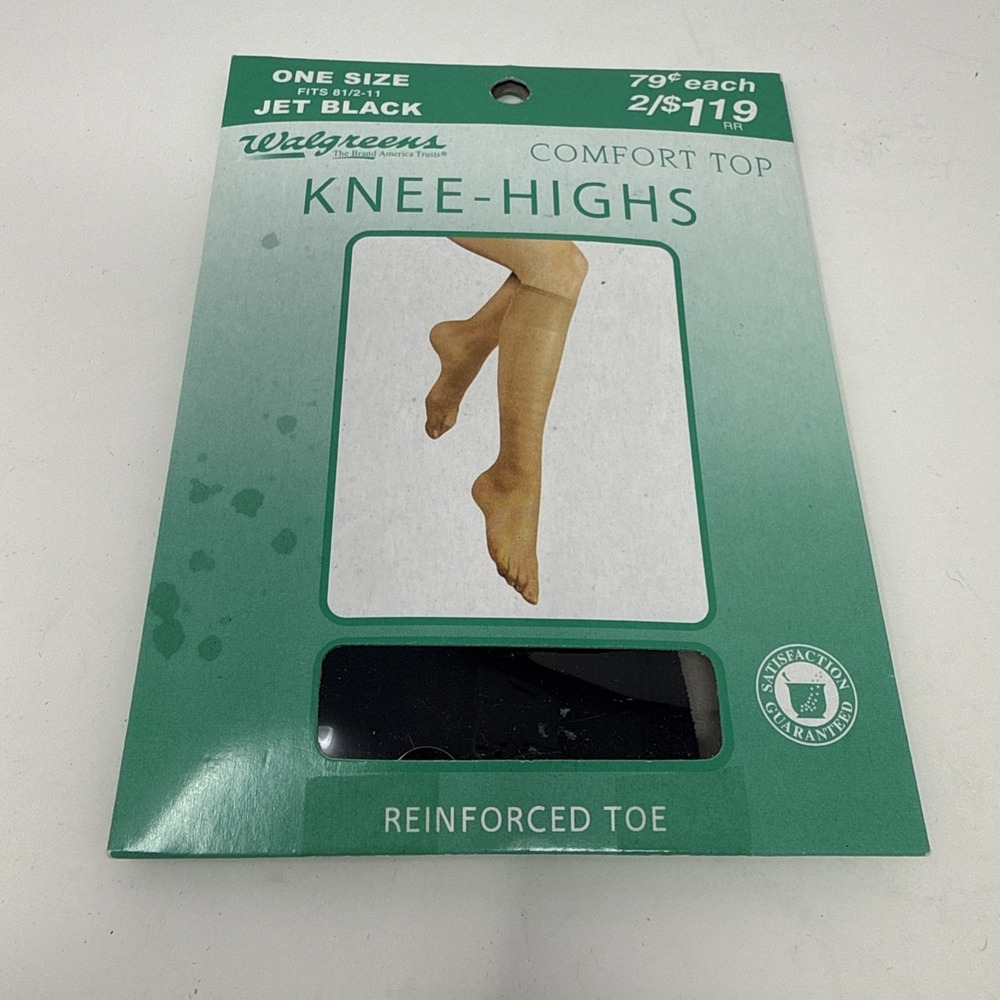 ONE SIZE
FITS 81/2-11
JET BLACK
79¢ each
2/$119
RR
Walgreens
The Brand America Trusts®
COMFORT TOP
KNEE-HIGHS
SATISFACTION
GUARANTEED
REINFORCED TOE